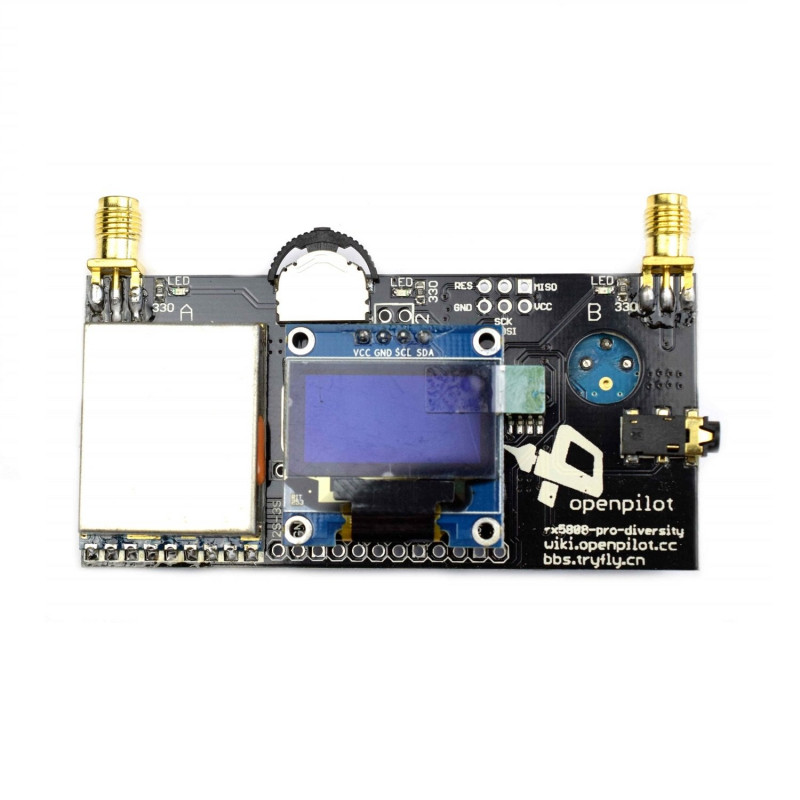 LED
330
A
LED
330
RES
MISO
GND
VCC
SCK
LED
330
B
2
VCC GND SCL SDA
openpilot
rx5808-pro-diversity
wiki.openpilot.cc
bbs.tryfly.cn